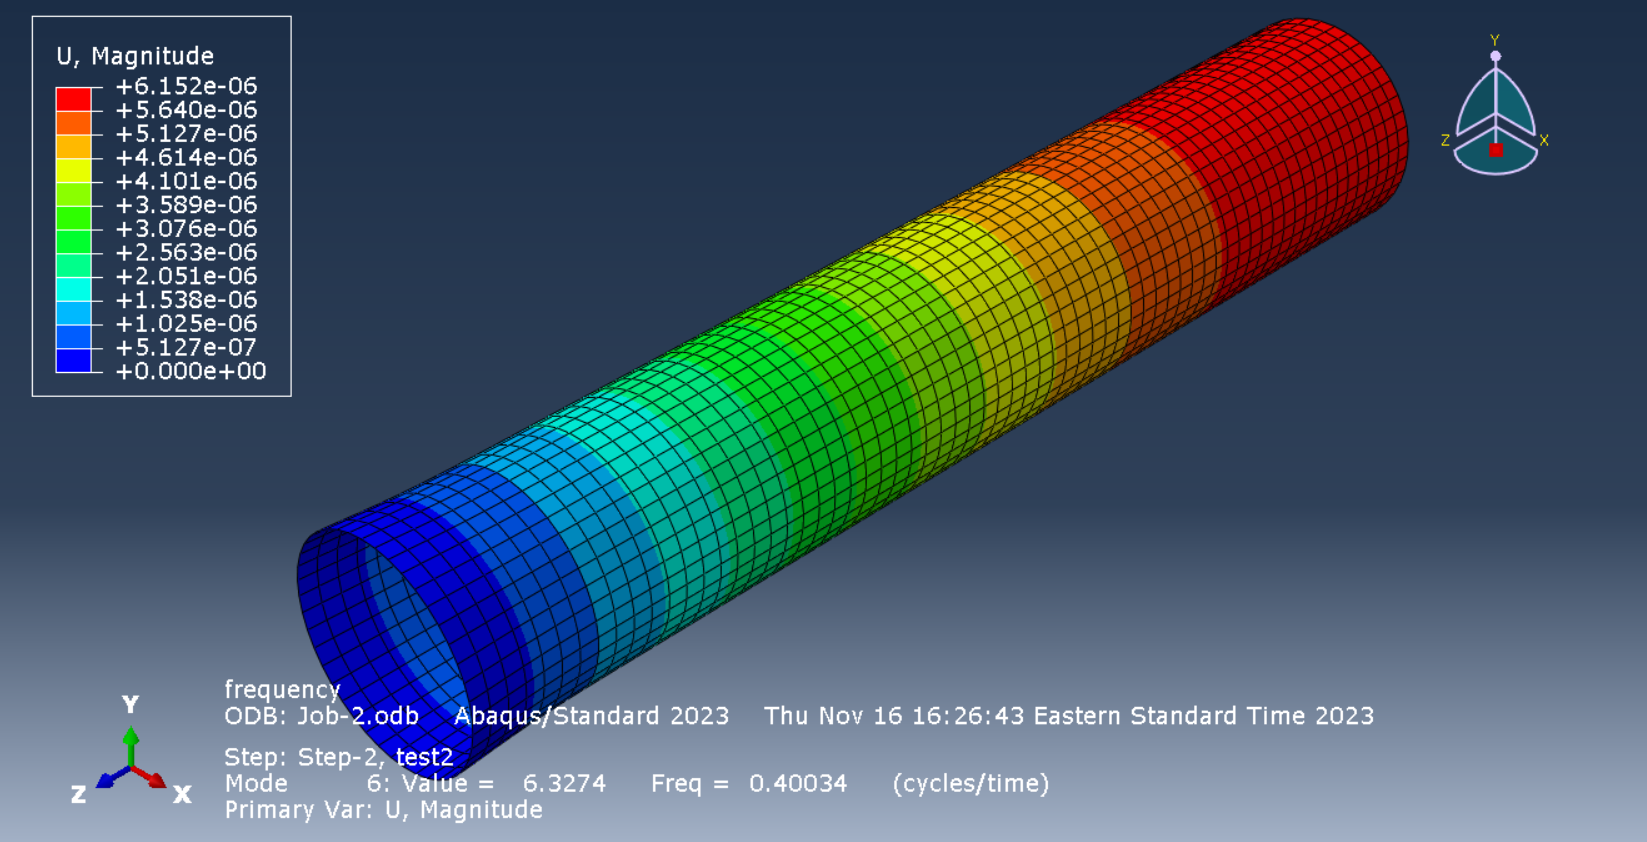 U, Magnitude
+6.152e-06
+5.640e-06
+5.127e-06
+4.614e-06
+4.101e-06
+3.589e-06
+3.076e-06
+2.563e-06
+2.051e-06
+1.538e-06
+1.025e-06
+5.127e-07
+0.000e+00
Y
Z X
Y
Z X
frequency
ODB: Job-2.odb Abaqus/Standard 2023 Thu Nov 16 16:26:43 Eastern Standard Time 2023
Step: Step-2, test2
Mode 6: Value = 6.3274 Freq = 0.40034 (cycles/time)
Primary Var: U, Magnitude